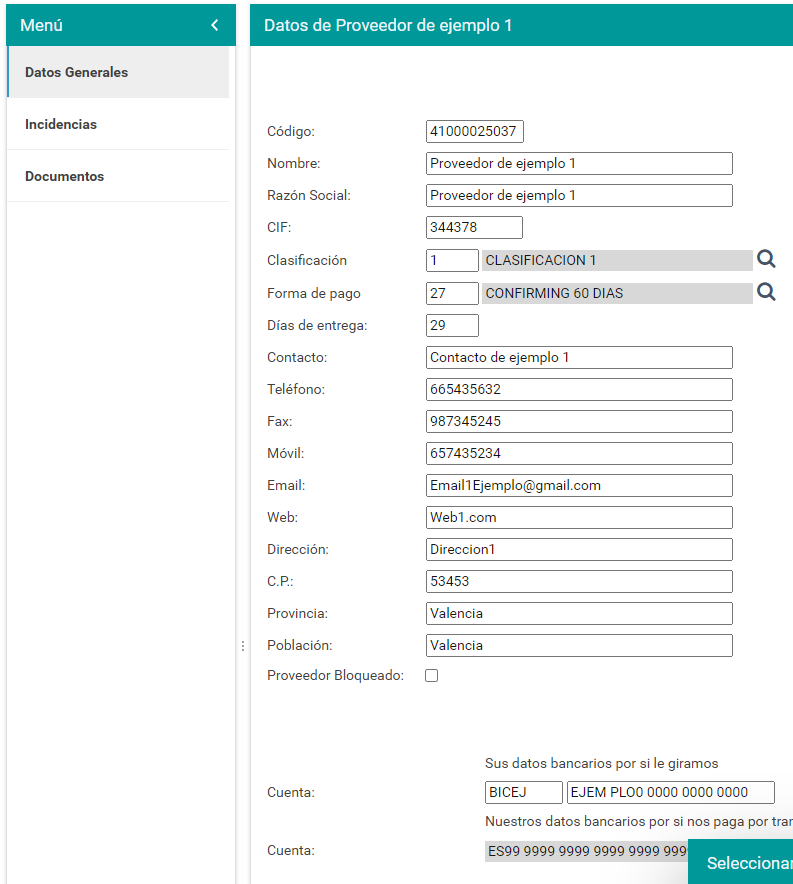 Menú
Datos Generales
Incidencias
Documentos
Datos de Proveedor de ejemplo 1
Código: 41000025037
Nombre: Proveedor de ejemplo 1
Razón Social: Proveedor de ejemplo 1
CIF: 344378
Clasificación 1 CLASIFICACION 1
Forma de pago 27 CONFIRMING 60 DIAS
Días de entrega: 29
Contacto: Contacto de ejemplo 1
Teléfono: 665435632
Fax: 987345245
Móvil: 657435234
Email: Email1Ejemplo@gmail.com
Web: Web1.com
Dirección: Direccion1
C.P.: 53453
Provincia: Valencia
Población: Valencia
Proveedor Bloqueado:
Sus datos bancarios por si le giramos
Cuenta: BICEJ EJEM PLO0 0000 0000 0000
Nuestros datos bancarios por si nos paga por tran
Cuenta: ES99 9999 9999 9999 9999 999
Seleccionar